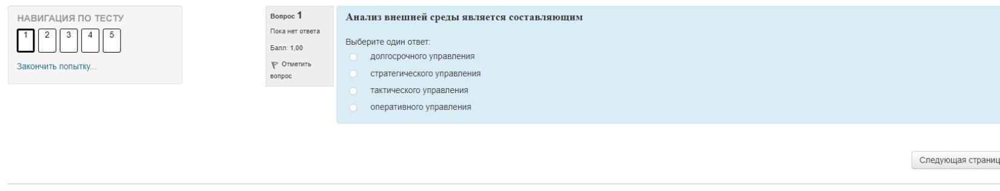 НАВИГАЦИЯ ПО ТЕСТУ
1 2 3 4 5
Закончить попытку...
Вопрос 1
Пока нет ответа
Балл: 1,00
Отметить
вопрос
Анализ внешней среды является составляющим
Выберите один ответ:
долгосрочного управления
стратегического управления
тактического управления
оперативного управления
Следующая страниц